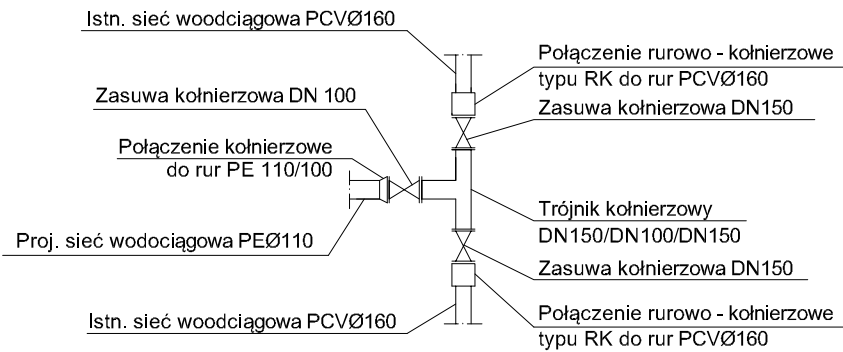 Istn. sieć woodciągowa PCVØ160
Połączenie rurowo - kołnierzowe
typu RK do rur PCVØ160
Zasuwa kołnierzowa DN 100
Zasuwa kołnierzowa DN150
Połączenie kołnierzowe
do rur PE 110/100
Trójnik kołnierzowy
DN150/DN100/DN150
Proj. sieć wodociągowa PEØ110
Zasuwa kołnierzowa DN150
Istn. sieć woodciągowa PCVØ160
Połączenie rurowo - kołnierzowe
typu RK do rur PCVØ160